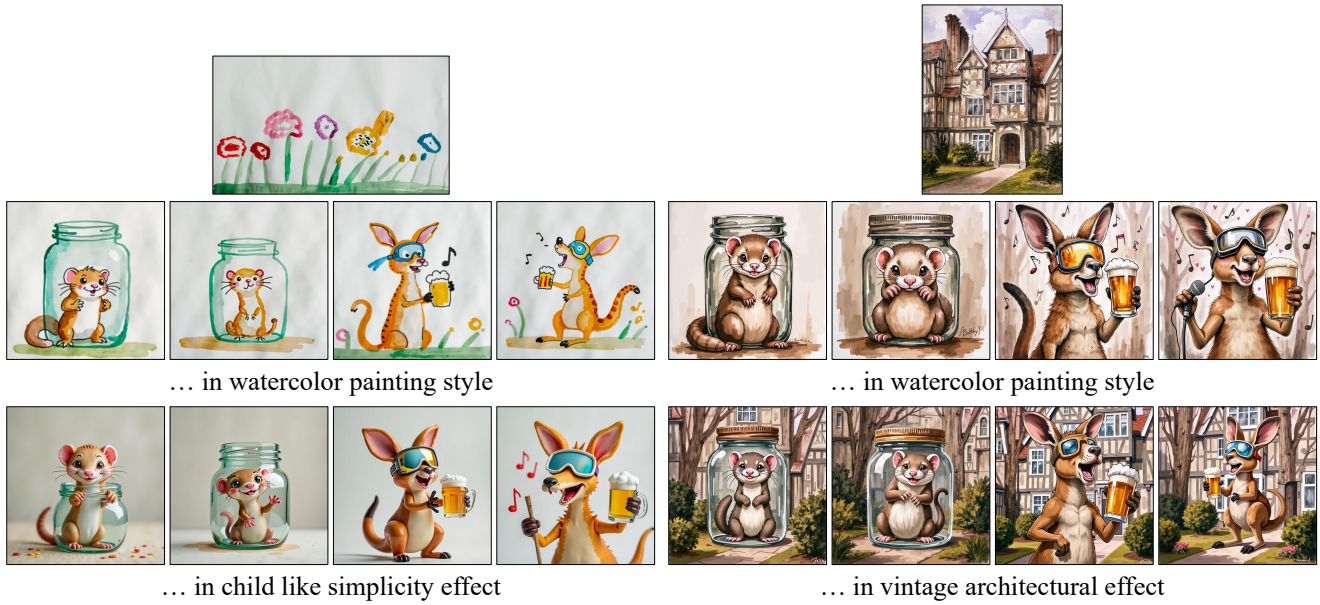 … in watercolor painting style
… in watercolor painting style
… in child like simplicity effect
… in vintage architectural effect